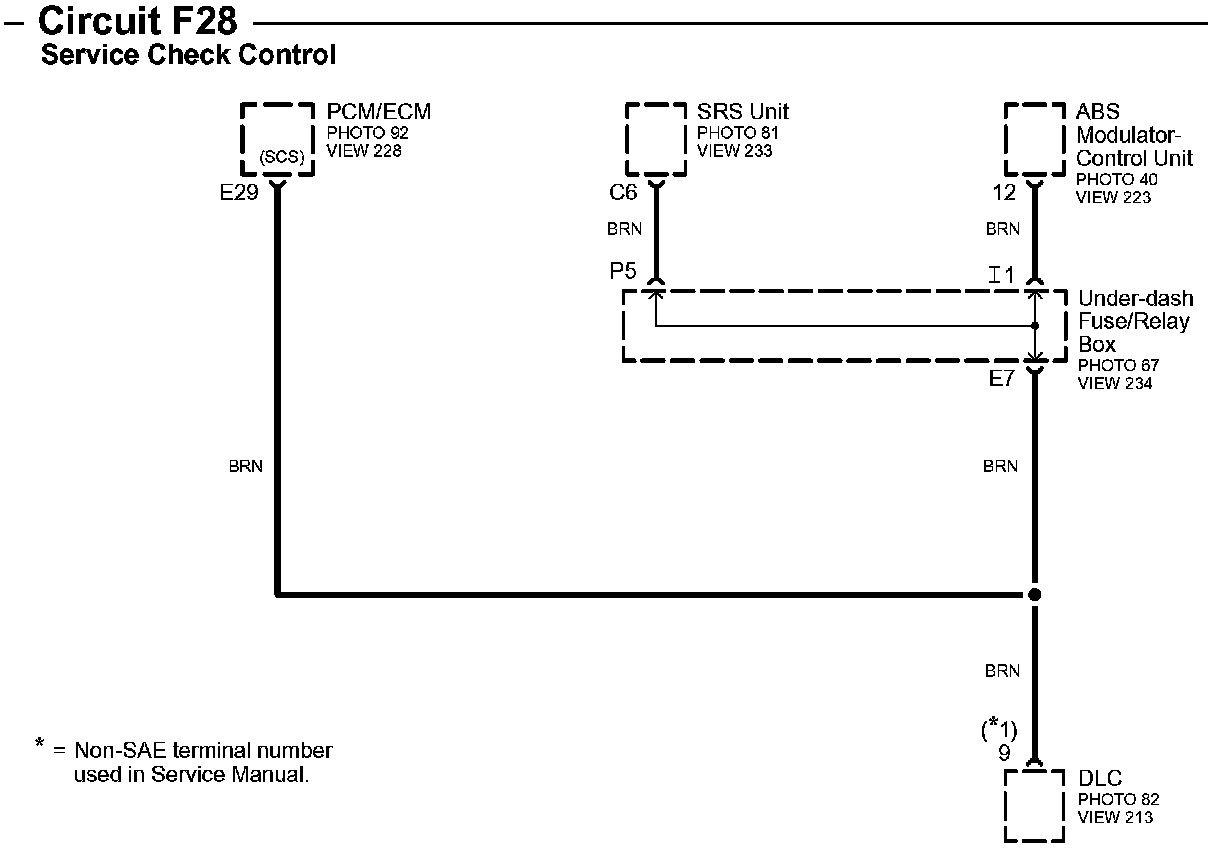 Circuit F28
Service Check Control
PCM/ECM
PHOTO 92
VIEW 228
(SCS)
E29
SRS Unit
PHOTO 81
VIEW 233
C6
BRN
P5
ABS
Modulator-
Control Unit
PHOTO 40
VIEW 223
12
BRN
I1
Under-dash
Fuse/Relay
Box
PHOTO 67
VIEW 234
E7
BRN
BRN
BRN
(*1)
9
DLC
PHOTO 82
VIEW 213
* = Non-SAE terminal number
used in Service Manual.